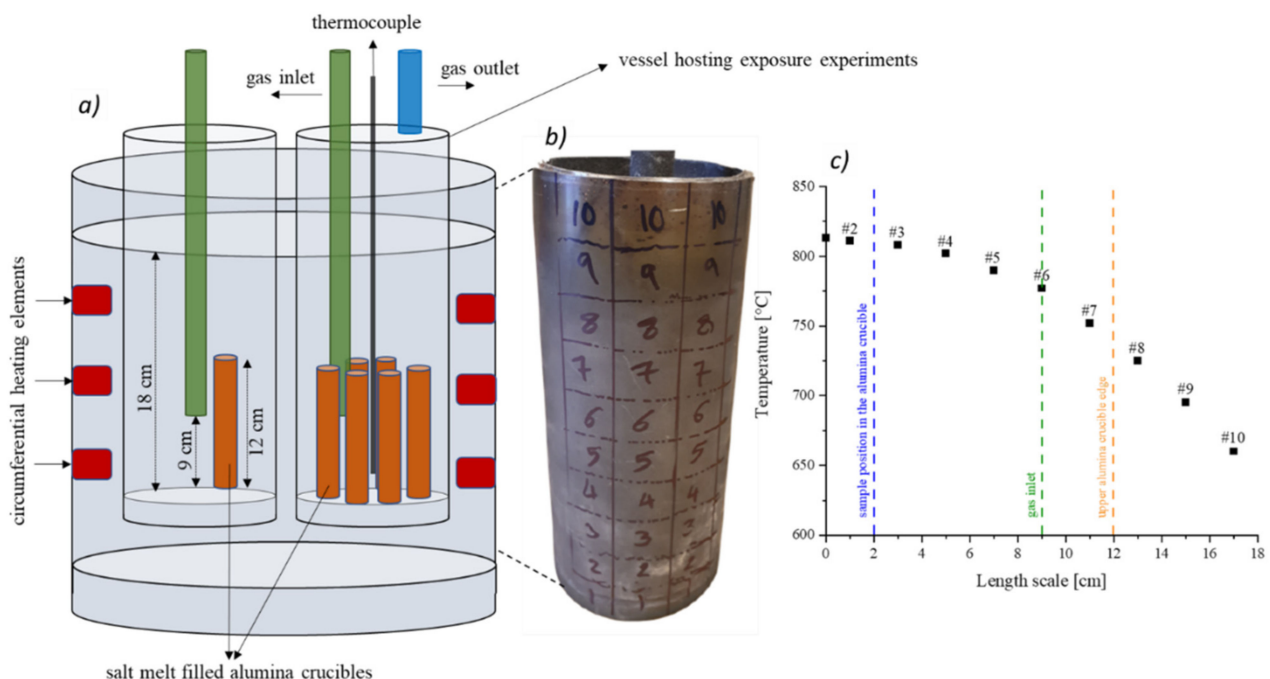 thermocouple
gas inlet
gas outlet
vessel hosting exposure experiments
a)
circumferential heating elements
18 cm
9 cm
12 cm
salt melt filled alumina crucibles
b)
10 10 10
9 9 9
8 8 8
7 7 7
6 6 6
5 5 5
4 4 4
3 3 3
2 2 2
1 1
c)
850
800
750
700
650
600
Temperature [°C]
#2
#3
#4
#5
#6
#7
#8
#9
#10
sample position in the alumina crucible
gas inlet
upper alumina crucible edge
0 2 4 6 8 10 12 14 16 18
Length scale [cm]